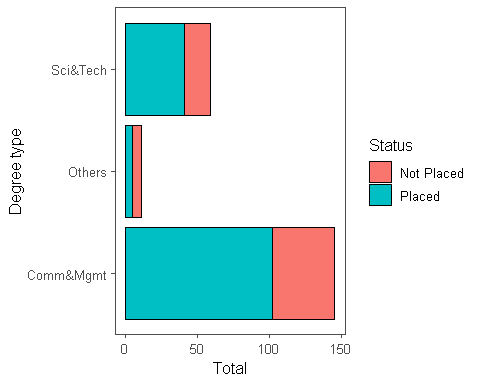 Sci&Tech
Others
Comm&Mgmt
Degree type
0
50
100
150
Total
Status
Not Placed
Placed